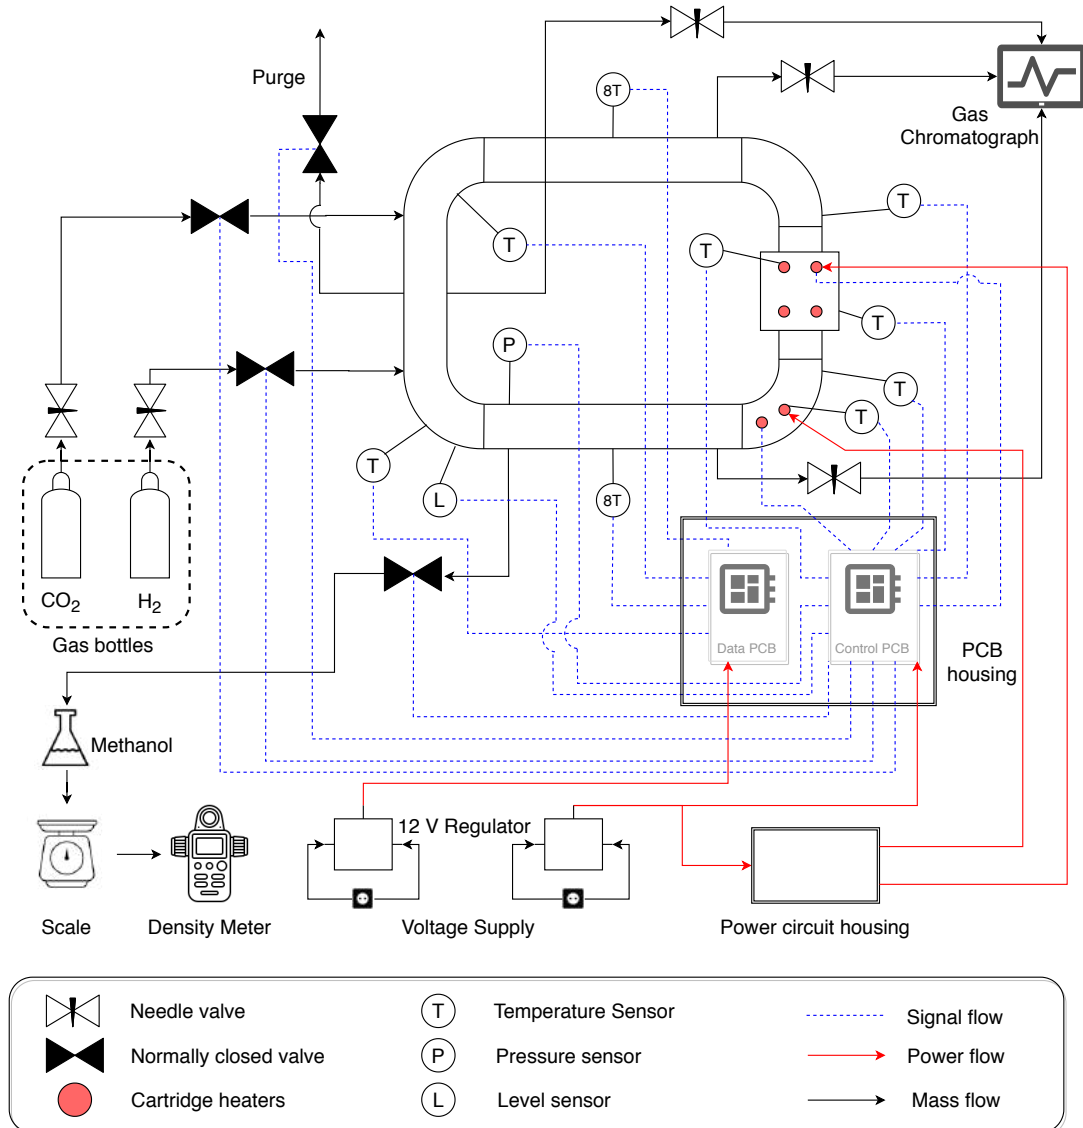 Purge
8T
Gas
Chromatograph
T
T
T
T
P
T
T
T
L
8T
CO2
H2
Gas bottles
Data PCB
Control PCB
PCB
housing
Methanol
12 V Regulator
Scale
Density Meter
Voltage Supply
Power circuit housing
Needle valve
T
Temperature Sensor
Signal flow
Normally closed valve
P
Pressure sensor
Power flow
Cartridge heaters
L
Level sensor
Mass flow